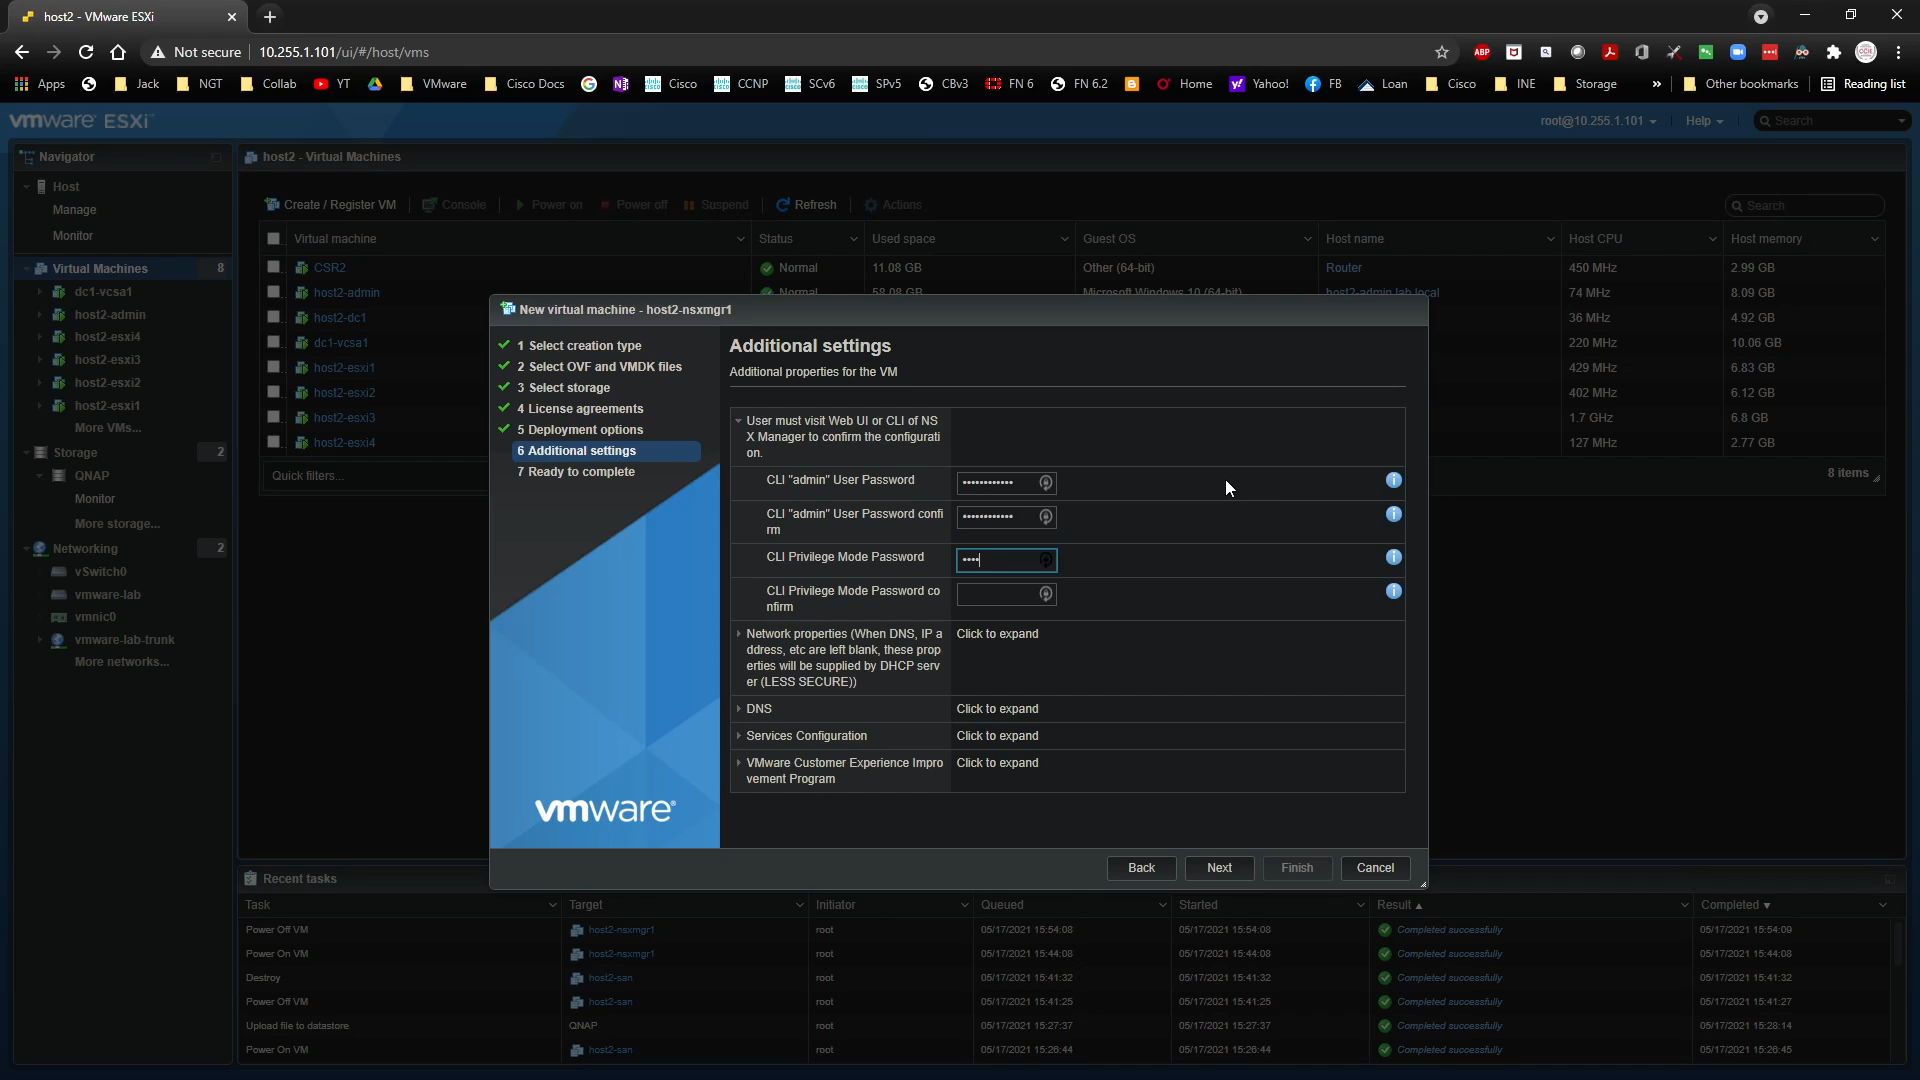 host2 - VMware ESXi
Not secure
10.255.1.101/ui/#/host/vms
Apps
Jack
NGT
Collab
YT
VMware
Cisco Docs
Cisco
CCNP
SCv6
SPv5
CBv3
FN 6
FN 6.2
Home
Yahoo!
FB
Loan
Cisco
INE
Storage
»
Other bookmarks
Reading list
vmware ESXi
root@10.255.1.101
Help
Search
Navigator
Host
Manage
Monitor
Virtual Machines 8
dc1-vcsa1
host2-admin
host2-esxi4
host2-esxi3
host2-esxi2
host2-esxi1
More VMs...
Storage 2
QNAP
Monitor
More storage...
Networking 2
vSwitch0
vmware-lab
vmnic0
vmware-lab-trunk
More networks...
host2 - Virtual Machines
Create / Register VM
Console
Power on
Power off
Suspend
Refresh
Actions
Search
Virtual machine Status Used space Guest OS Host name Host CPU Host memory
CSR2 Normal 11.08 GB Other (64-bit) Router 450 MHz 2.99 GB
host2-admin Normal 58.08 GB Microsoft Windows 10 (64-bit) host2-admin.lab.local 74 MHz 8.09 GB
host2-dc1 36 MHz 4.92 GB
dc1-vcsa1 220 MHz 10.06 GB
host2-esxi1 429 MHz 6.83 GB
host2-esxi2 402 MHz 6.12 GB
host2-esxi3 1.7 GHz 6.8 GB
host2-esxi4 127 MHz 2.77 GB
Quick filters...
8 items
New virtual machine - host2-nsxmgr1
1 Select creation type
2 Select OVF and VMDK files
3 Select storage
4 License agreements
5 Deployment options
6 Additional settings
7 Ready to complete
vmware
Additional settings
Additional properties for the VM
User must visit Web UI or CLI of NS
X Manager to confirm the configurati
on.
CLI "admin" User Password
CLI "admin" User Password confi
rm
CLI Privilege Mode Password
CLI Privilege Mode Password co
nfirm
Network properties (When DNS, IP a Click to expand
ddress, etc are left blank, these prop
erties will be supplied by DHCP serv
er (LESS SECURE))
DNS Click to expand
Services Configuration Click to expand
VMware Customer Experience Impro Click to expand
vement Program
Back
Next
Finish
Cancel
Recent tasks
Task Target Initiator Queued Started Result Completed
Power Off VM host2-nsxmgr1 root 05/17/2021 15:54:08 05/17/2021 15:54:08 Completed successfully 05/17/2021 15:54:09
Power On VM host2-nsxmgr1 root 05/17/2021 15:44:08 05/17/2021 15:44:08 Completed successfully 05/17/2021 15:44:08
Destroy host2-san root 05/17/2021 15:41:32 05/17/2021 15:41:32 Completed successfully 05/17/2021 15:41:32
Power Off VM host2-san root 05/17/2021 15:41:25 05/17/2021 15:41:25 Completed successfully 05/17/2021 15:41:27
Upload file to datastore QNAP root 05/17/2021 15:27:37 05/17/2021 15:27:37 Completed successfully 05/17/2021 15:28:14
Power On VM host2-san root 05/17/2021 15:26:44 05/17/2021 15:26:44 Completed successfully 05/17/2021 15:26:45